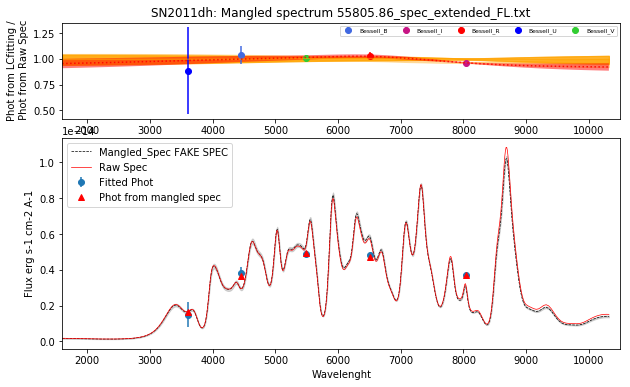 SN2011dh: Mangled spectrum 55805.86_spec_extended_FL.txt
Phot from LCfitting /
Phot from Raw Spec
1.25
1.00
0.75
0.50
Bessell_B
Bessell_I
Bessell_R
Bessell_U
Bessell_V
2000 3000 4000 5000 6000 7000 8000 9000 10000
1e−14
Flux erg s-1 cm-2 A-1
1.0
0.8
0.6
0.4
0.2
0.0
Mangled_Spec FAKE SPEC
Raw Spec
Fitted Phot
Phot from mangled spec
2000 3000 4000 5000 6000 7000 8000 9000 10000
Wavelenght